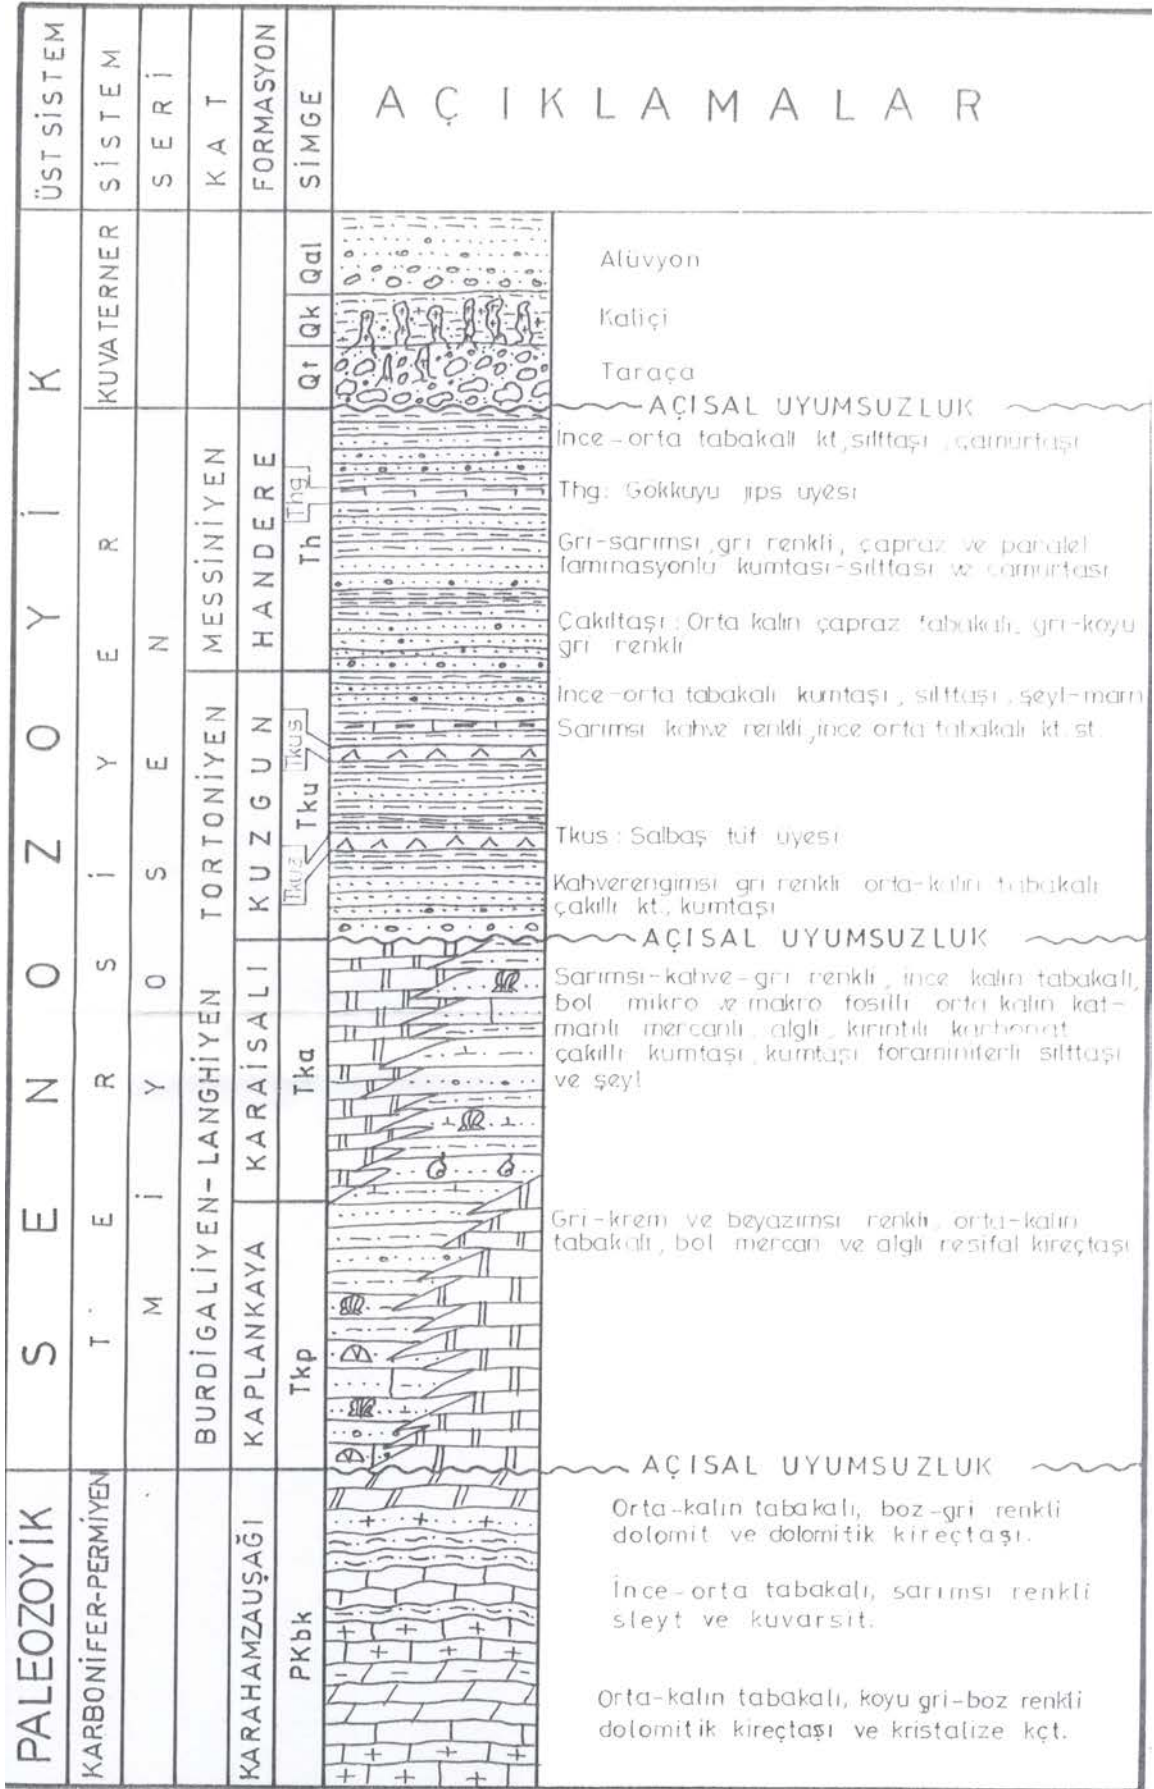 ÜST SİSTEM
SİSTEM
SERİ
KAT
FORMASYON
SİMGE
AÇIKLAMALAR
SENOZOYİK
KUVATERNER
Qal
Alüvyon
Qk
Kaliçi
Qt
Taraça
AÇISAL UYUMSUZLUK
TERSİYER
MİYOSEN
MESSİNİYEN
HANDERE
Th
Thg
İnce-orta tabakalı kt, silttaşı, çamurtaşı
Thg: Gökkuyu jips üyesi
Gri-sarımsı, gri renkli, çapraz ve paralel
laminasyonlu kumtaşı-silttaşı ve çamurtaşı
Çakıltaşı: Orta kalın çapraz tabakalı, gri-koyu
gri renkli
TORTONİYEN
KUZGUN
Tku
Tkus
Tkuz
İnce-orta tabakalı kumtaşı, silttaşı, şeyl-marn
Sarımsı kahve renkli, ince orta tabakalı kt. st.
Tkus: Salbaş tüf üyesi
Kahverengimsi gri renkli orta-kalın tabakalı
çakıllı kt., kumtaşı
AÇISAL UYUMSUZLUK
BURDİGALİYEN-LANGHİYEN
KARAİSALI
Tka
Sarımsı-kahve-gri renkli, ince kalın tabakalı,
bol mikro ve makro fosilli orta kalın kat-
manlı mercanlı, algli, kırıntılı karbonat
çakıllı kumtaşı, kumtaşı foraminiferli silttaşı
ve şeyl
KAPLANKAYA
Tkp
Gri-krem ve beyazımsı renkli, orta-kalın
tabakalı, bol mercan ve algli resifal kireçtaşı
AÇISAL UYUMSUZLUK
PALEOZOYİK
KARBONİFER-PERMİYEN
KARAHAMZAUŞAĞI
PKbk
Orta-kalın tabakalı, boz-gri renkli
dolomit ve dolomitik kireçtaşı.
İnce-orta tabakalı, sarımsı renkli
sleyt ve kuvarsit.
Orta-kalın tabakalı, koyu gri-boz renkli
dolomitik kireçtaşı ve kristalize kçt.